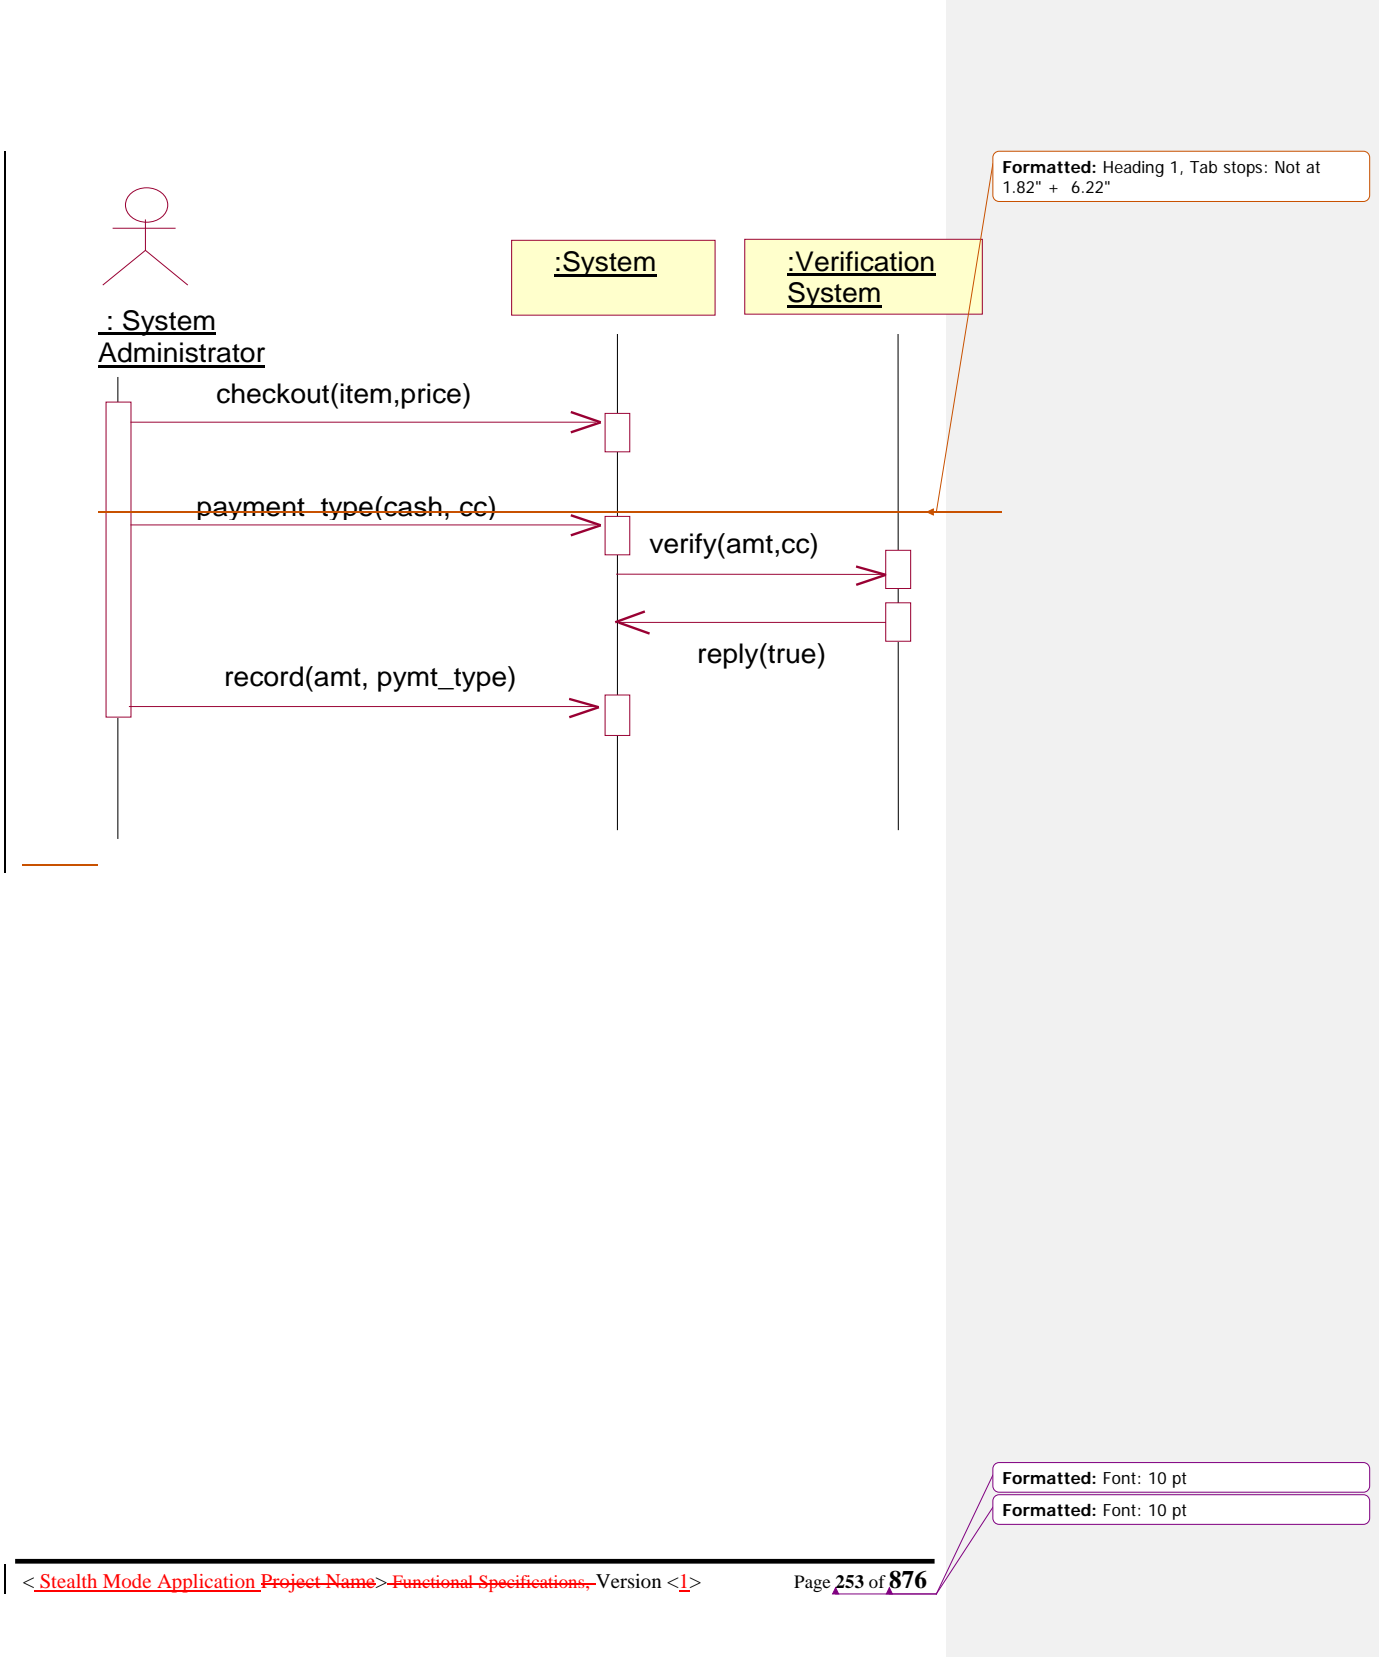 Formatted: Heading 1, Tab stops: Not at
1.82" + 6.22"
:System
:Verification
System
: System
Administrator
checkout(item,price)
payment_type(cash, cc)
verify(amt,cc)
reply(true)
record(amt, pymt_type)
Formatted: Font: 10 pt
Formatted: Font: 10 pt
< Stealth Mode Application Project Name> Functional Specifications, Version <1> Page 253 of 876